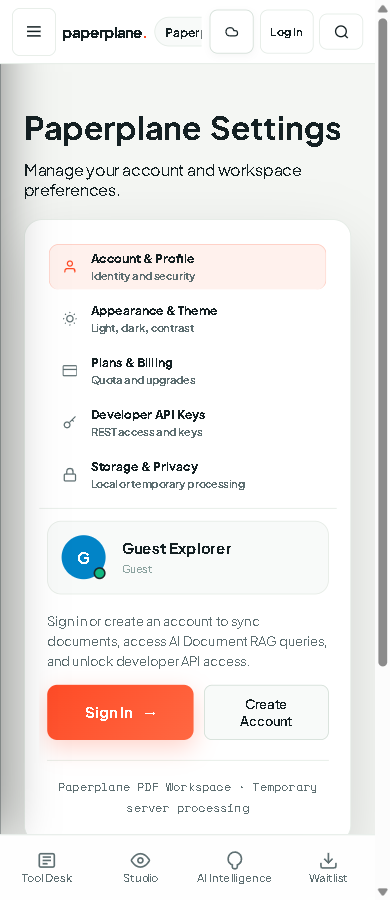 paperplane.
Paperp
Log In
Paperplane Settings
Manage your account and workspace
preferences.
Account & Profile
Identity and security
Appearance & Theme
Light, dark, contrast
Plans & Billing
Quota and upgrades
Developer API Keys
REST access and keys
Storage & Privacy
Local or temporary processing
G
Guest Explorer
Guest
Sign in or create an account to sync
documents, access AI Document RAG queries,
and unlock developer API access.
Sign In →
Create
Account
Paperplane PDF Workspace · Temporary
server processing
Tool Desk
Studio
AI Intelligence
Waitlist